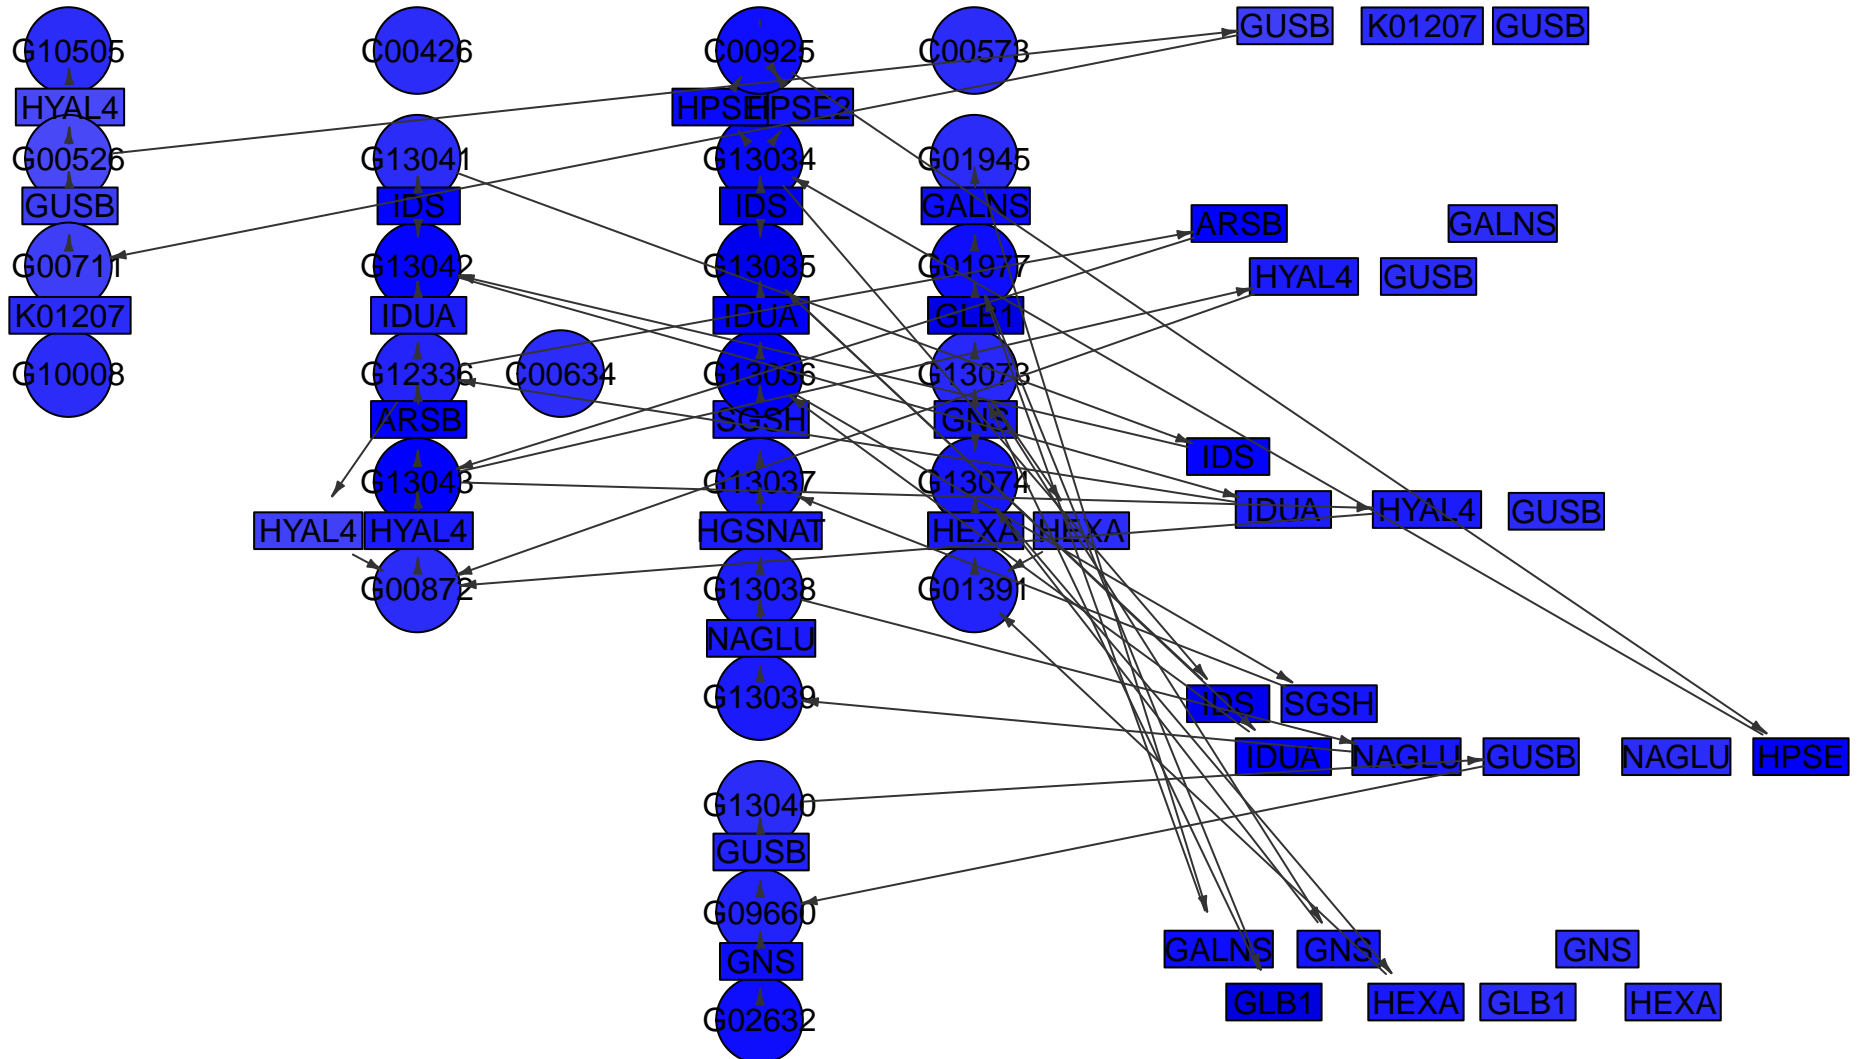 G10505
C00426
C00925
C00573
GUSB
K01207
GUSB
HYAL4
HPSE
HPSE2
G00526
G13041
G13034
G01945
GUSB
IDS
IDS
GALNS
ARSB
GALNS
G00711
G13042
G13035
G01977
HYAL4
GUSB
K01207
IDUA
IDUA
GLB1
G10008
G12336
C00634
G13036
G13073
ARSB
SGSH
GNS
IDS
G13043
G13037
G13074
IDUA
HYAL4
GUSB
HYAL4
HYAL4
HGSNAT
HEXA
HEXA
G00872
G13038
G01391
NAGLU
G13039
IDS
SGSH
IDUA
NAGLU
GUSB
NAGLU
HPSE
G13040
GUSB
G09660
GNS
GALNS
GNS
GNS
G02632
GLB1
HEXA
GLB1
HEXA